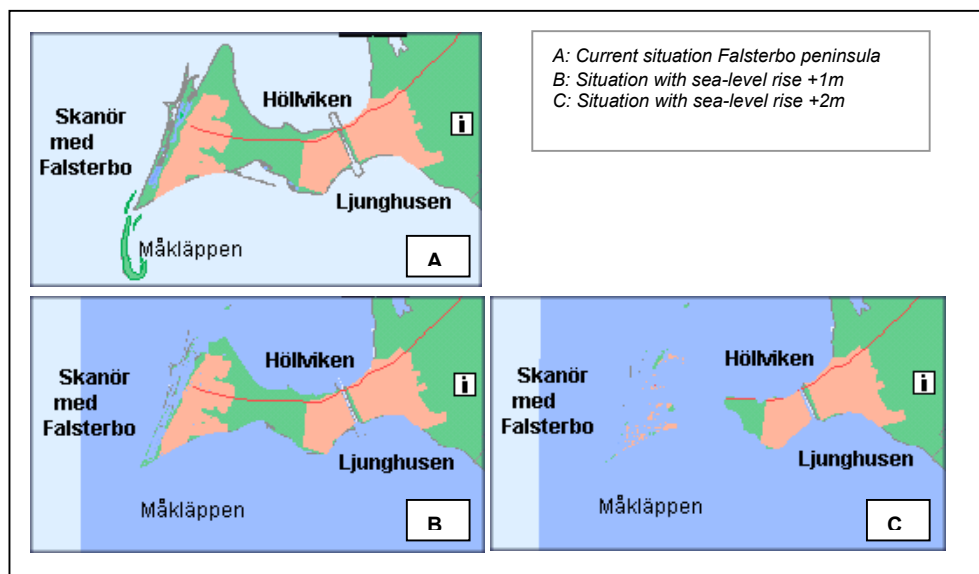 A: Current situation Falsterbo peninsula
B: Situation with sea-level rise +1m
C: Situation with sea-level rise +2m
Skanör
med
Falsterbo
Höllviken
i
Ljunghusen
Måkläppen
A
Skanör
med
Falsterbo
Höllviken
i
Ljunghusen
Måkläppen
B
Skanör
med
Falsterbo
Höllviken
i
Ljunghusen
Måkläppen
C